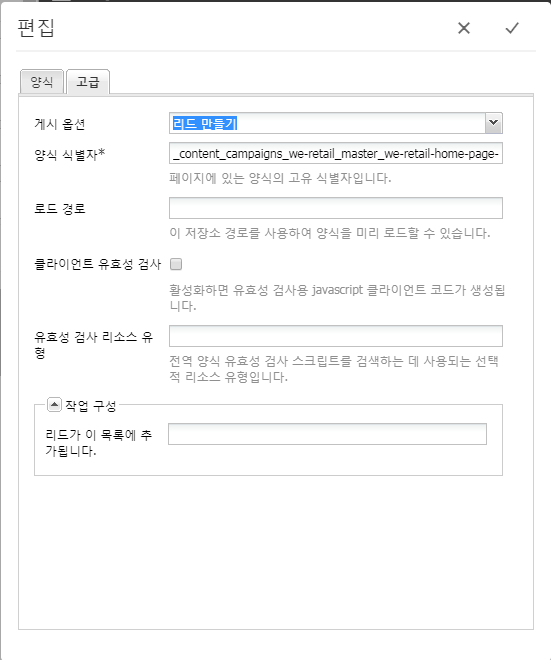 편집
양식
고급
게시 옵션
리드 만들기
양식 식별자*
_content_campaigns_we-retail_master_we-retail-home-page-
페이지에 있는 양식의 고유 식별자입니다.
로드 경로
이 저장소 경로를 사용하여 양식을 미리 로드할 수 있습니다.
클라이언트 유효성 검사
활성화하면 유효성 검사용 javascript 클라이언트 코드가 생성됩
니다.
유효성 검사 리소스 유
형
전역 양식 유효성 검사 스크립트를 검색하는 데 사용되는 선택
적 리소스 유형입니다.
작업 구성
리드가 이 목록에 추
가됩니다.